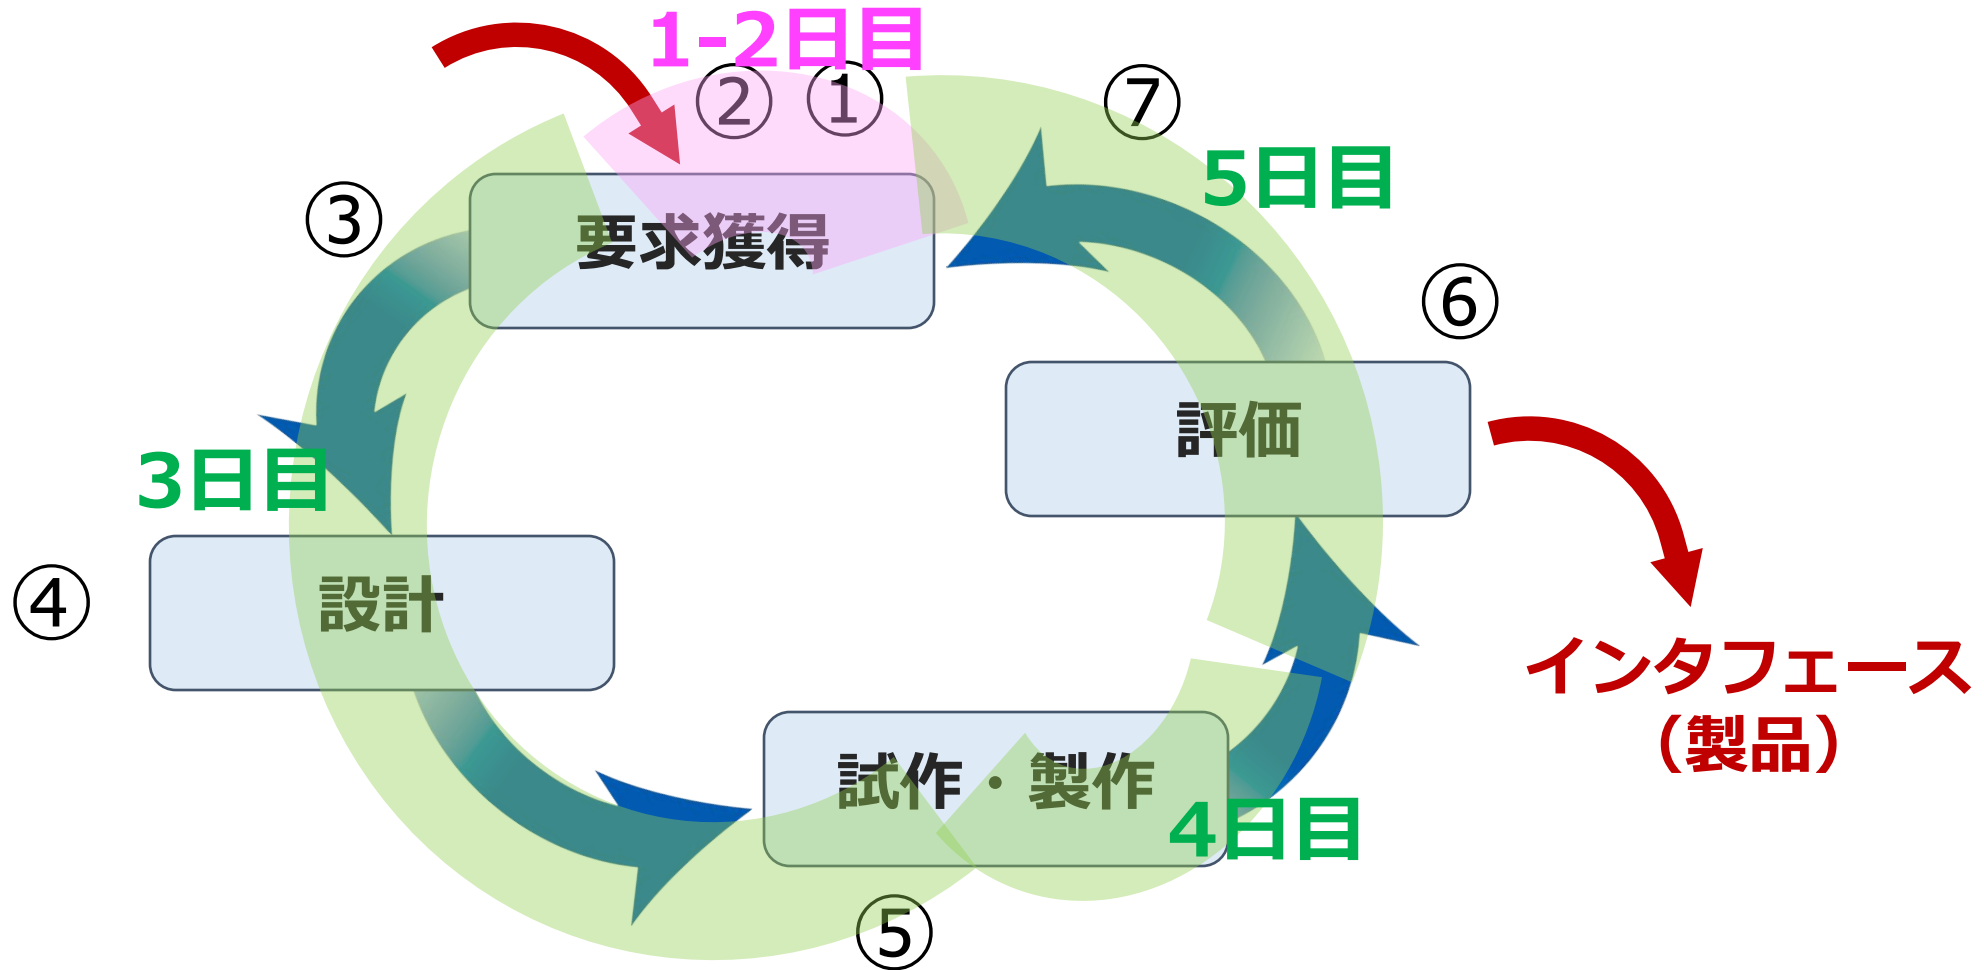 1-2日目
② ①
⑦
5日目
③
要求獲得
⑥
評価
3日目
④
設計
インタフェース
（製品）
試作・製作
4日目
⑤